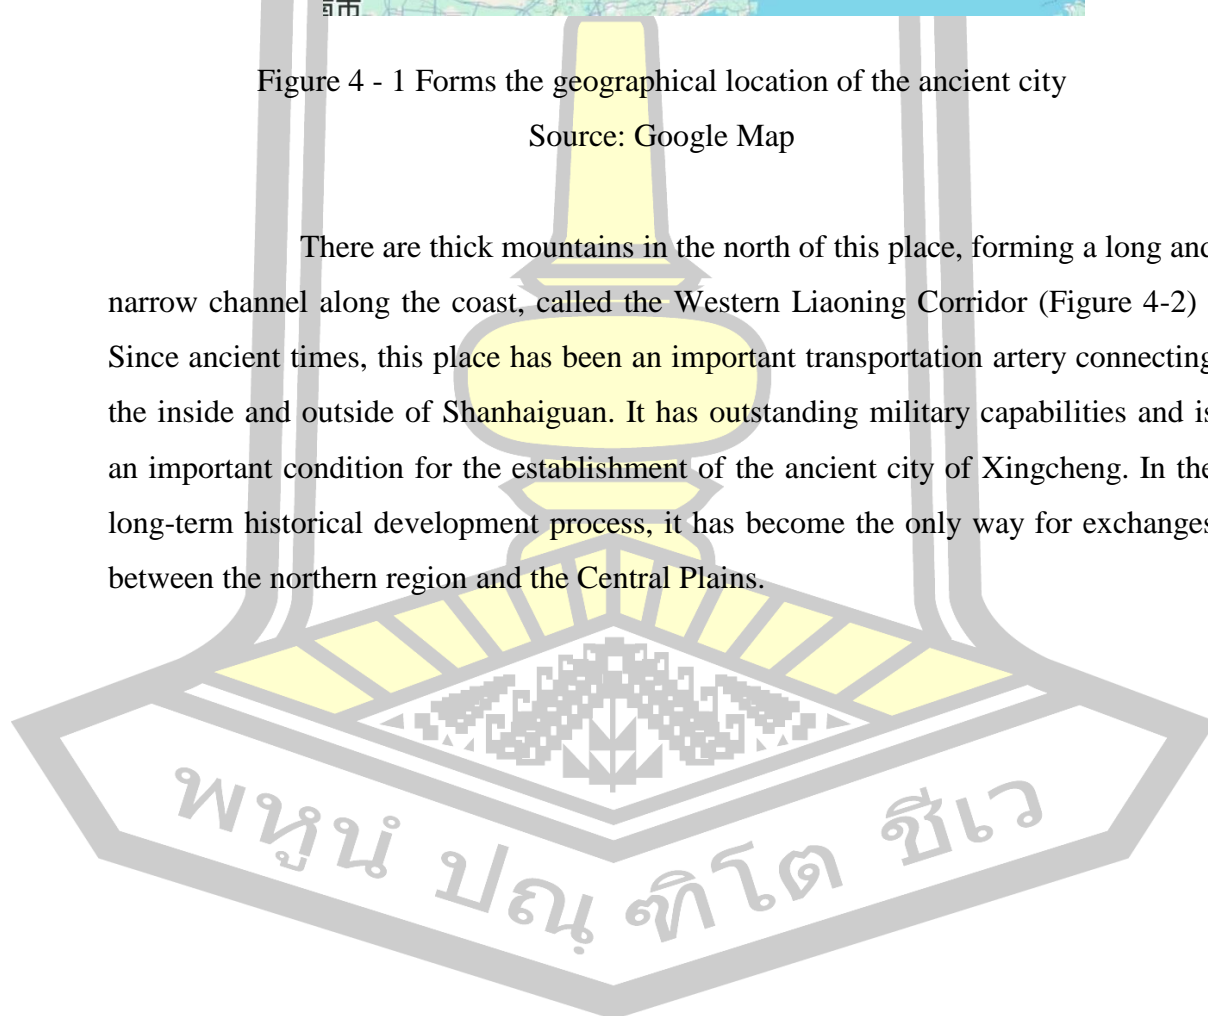 Figure 4 - 1 Forms the geographical location of the ancient city
Source: Google Map
There are thick mountains in the north of this place, forming a long and
narrow channel along the coast, called the Western Liaoning Corridor (Figure 4-2)
Since ancient times, this place has been an important transportation artery connecting
the inside and outside of Shanhaiguan. It has outstanding military capabilities and is
an important condition for the establishment of the ancient city of Xingcheng. In the
long-term historical development process, it has become the only way for exchanges
between the northern region and the Central Plains.
พหูนํ ปณฺฑิโต ชีเว